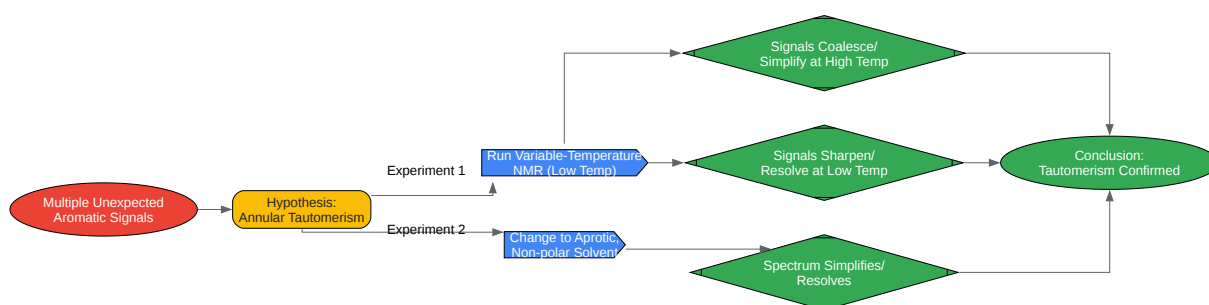 Multiple Unexpected
Aromatic Signals
Hypothesis:
Annular Tautomerism
Experiment 1
Experiment 2
Run Variable-Temperature
NMR (Low Temp)
Change to Aprotic,
Non-polar Solvent
Signals Coalesce/
Simplify at High Temp
Signals Sharpen/
Resolve at Low Temp
Spectrum Simplifies/
Resolves
Conclusion:
Tautomerism Confirmed